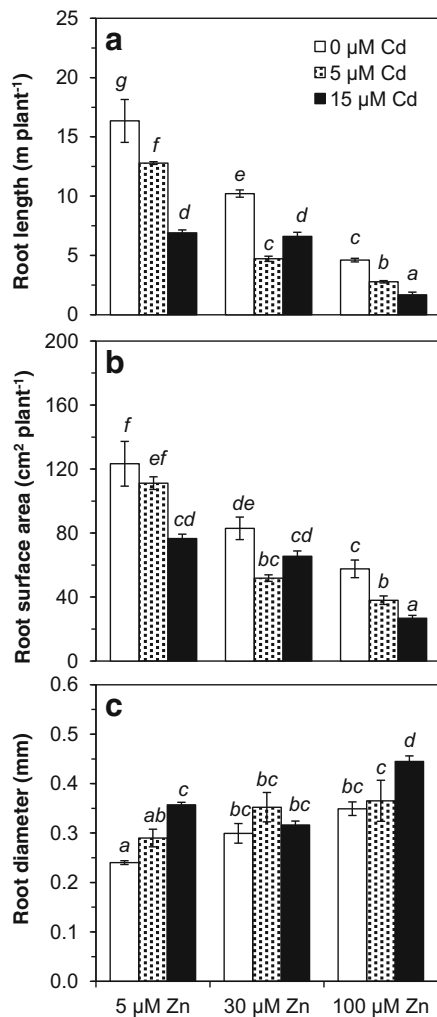 a
0 µM Cd
5 µM Cd
15 µM Cd
Root length (m plant⁻¹)
25
20
15
10
5
0
g
f
d
e
c
d
c
b
a
b
Root surface area (cm² plant⁻¹)
200
160
120
80
40
0
f
ef
cd
de
bc
cd
c
b
a
c
Root diameter (mm)
0.6
0.5
0.4
0.3
0.2
0.1
0.0
a
ab
c
bc
bc
bc
bc
c
d
5 µM Zn
30 µM Zn
100 µM Zn